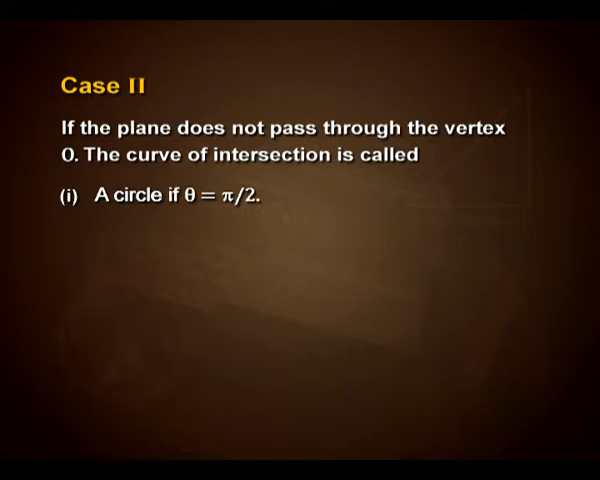 Case II
If the plane does not pass through the vertex
O. The curve of intersection is called
(i) A circle if θ = π/2.